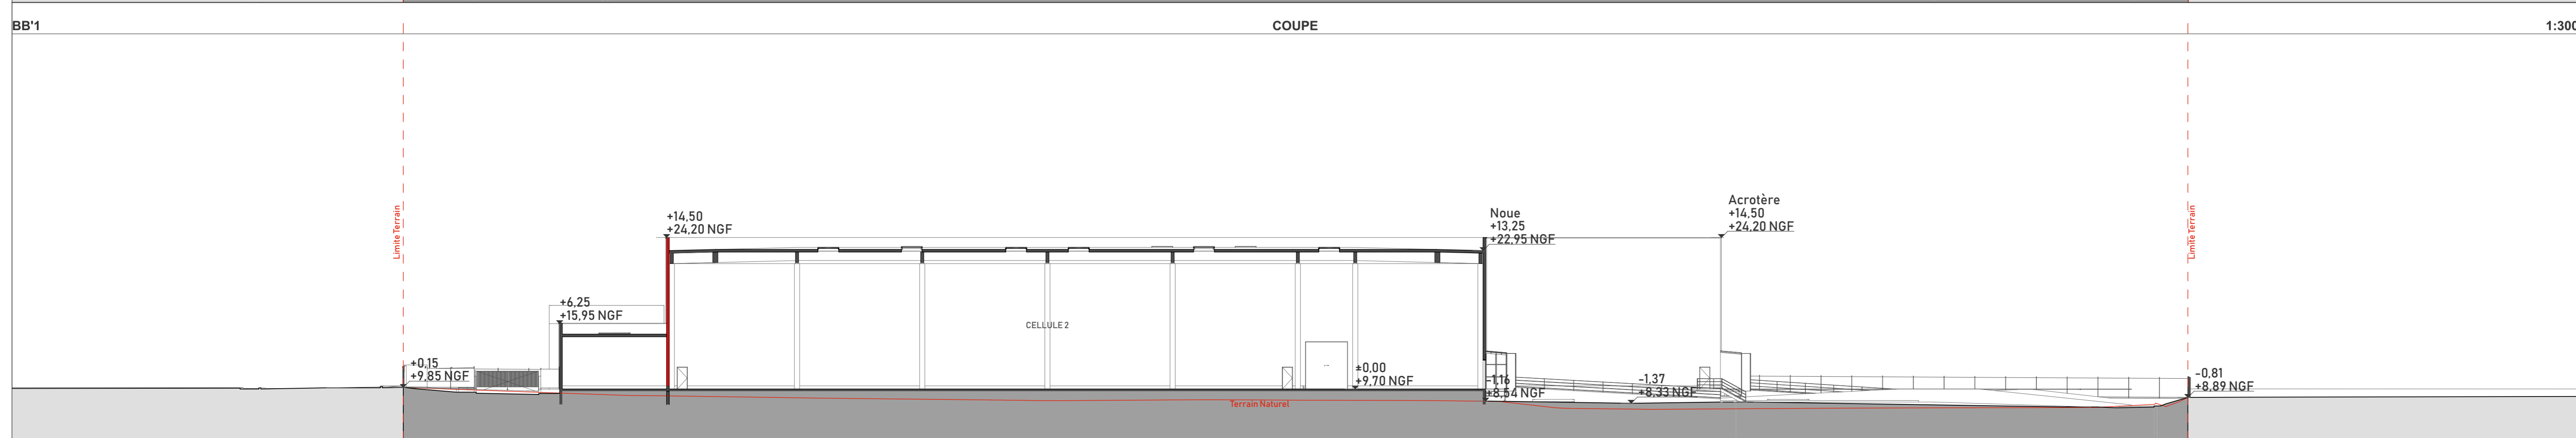 BB'1
COUPE
1:300
Limite Terrain
+14,50
+24,20 NGF
Noue
+13,25
+22,95 NGF
Acrotère
+14,50
+24,20 NGF
Limite Terrain
+6,25
+15,95 NGF
CELLULE 2
+0,15
+9,85 NGF
±0,00
+9,70 NGF
-1,16
+8,54 NGF
-1,37
+8,33 NGF
-0,81
+8,89 NGF
Terrain Naturel